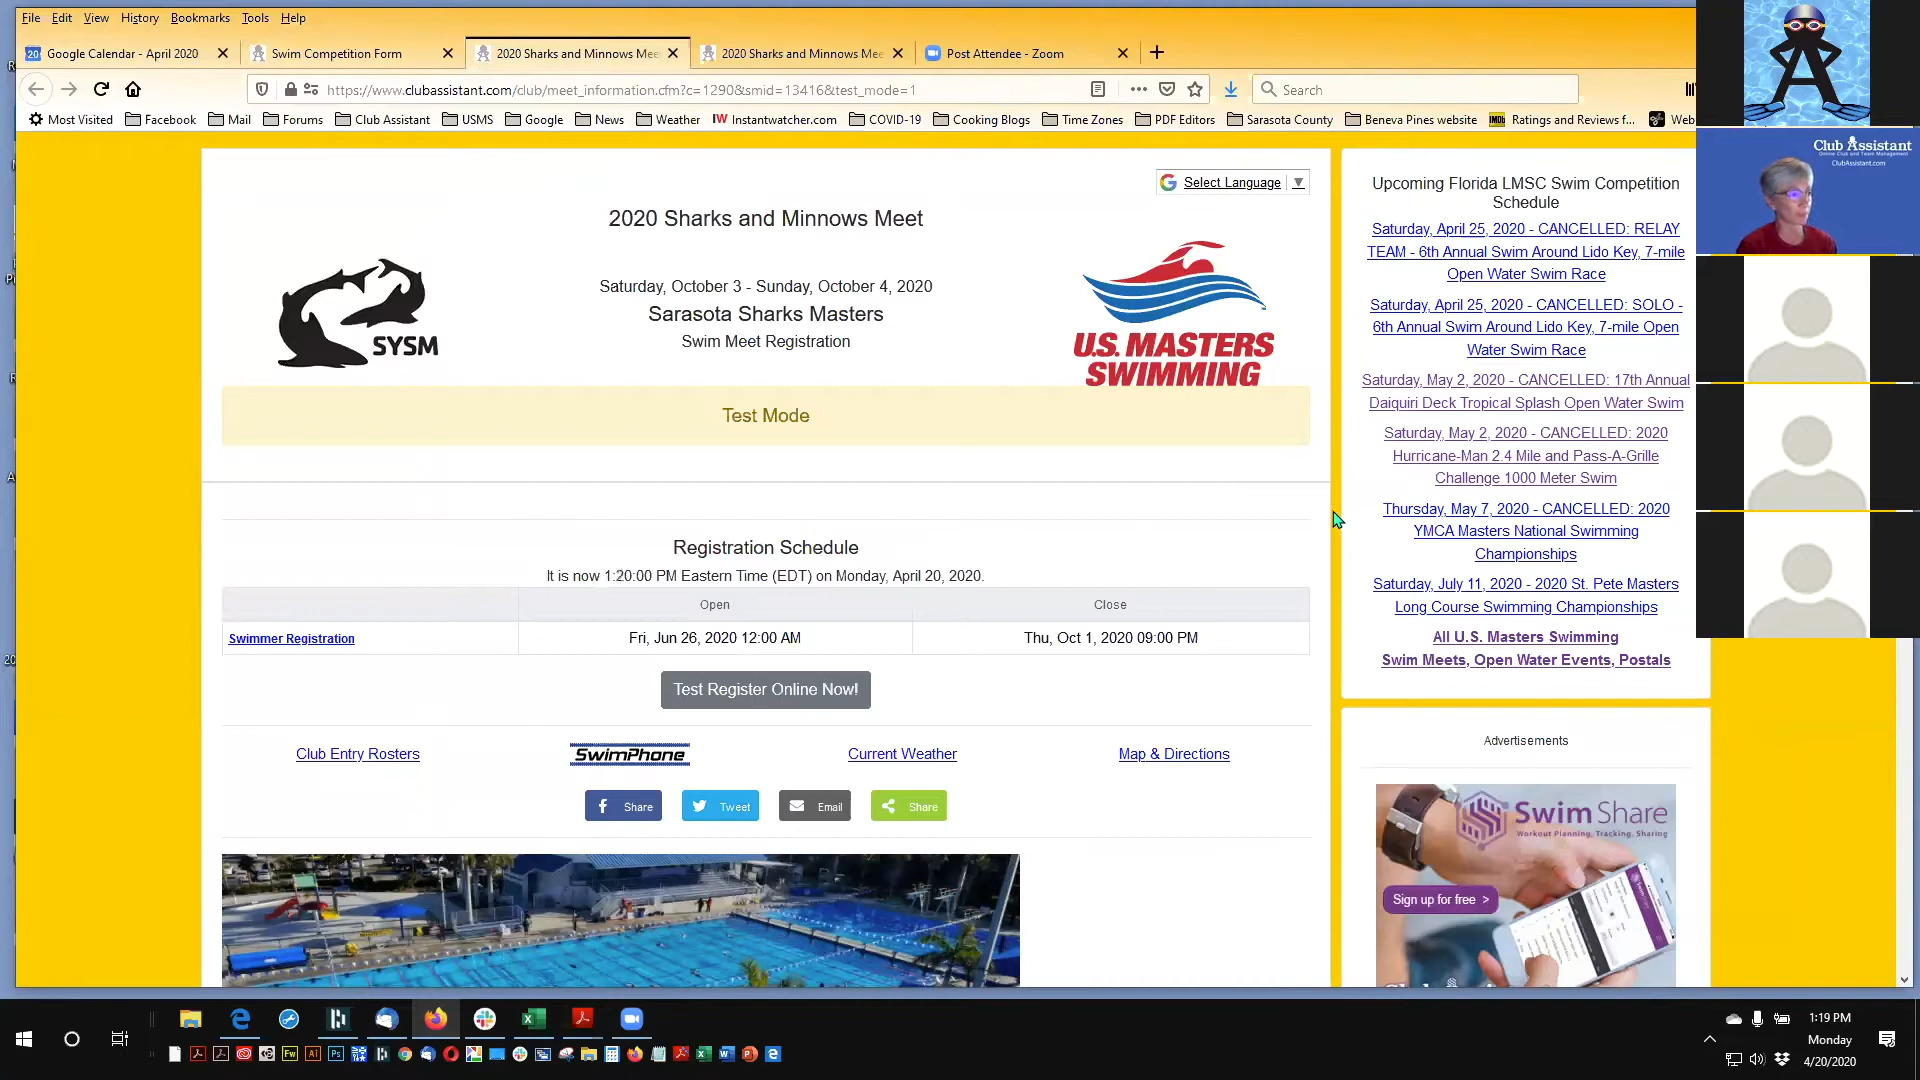 File Edit View History Bookmarks Tools Help
Google Calendar - April 2020
Swim Competition Form
2020 Sharks and Minnows Mee
2020 Sharks and Minnows Mee
Post Attendee - Zoom
https://www.clubassistant.com/club/meet_information.cfm?c=1290&smid=13416&test_mode=1
Search
Most Visited Facebook Mail Forums Club Assistant USMS Google News Weather Instantwatcher.com COVID-19 Cooking Blogs Time Zones PDF Editors Sarasota County Beneva Pines website Ratings and Reviews f... Web
Select Language
2020 Sharks and Minnows Meet
Saturday, October 3 - Sunday, October 4, 2020
Sarasota Sharks Masters
Swim Meet Registration
SYSM
U.S. MASTERS
SWIMMING
Test Mode
Registration Schedule
It is now 1:20:00 PM Eastern Time (EDT) on Monday, April 20, 2020.
Open Close
Swimmer Registration Fri, Jun 26, 2020 12:00 AM Thu, Oct 1, 2020 09:00 PM
Test Register Online Now!
Club Entry Rosters SwimPhone Current Weather Map & Directions
Share Tweet Email Share
Upcoming Florida LMSC Swim Competition
Schedule
Saturday, April 25, 2020 - CANCELLED: RELAY
TEAM - 6th Annual Swim Around Lido Key, 7-mile
Open Water Swim Race
Saturday, April 25, 2020 - CANCELLED: SOLO -
6th Annual Swim Around Lido Key, 7-mile Open
Water Swim Race
Saturday, May 2, 2020 - CANCELLED: 17th Annual
Daiquiri Deck Tropical Splash Open Water Swim
Saturday, May 2, 2020 - CANCELLED: 2020
Hurricane-Man 2.4 Mile and Pass-A-Grille
Challenge 1000 Meter Swim
Thursday, May 7, 2020 - CANCELLED: 2020
YMCA Masters National Swimming
Championships
Saturday, July 11, 2020 - 2020 St. Pete Masters
Long Course Swimming Championships
All U.S. Masters Swimming
Swim Meets, Open Water Events, Postals
Advertisements
Swim Share
Workout Planning, Tracking, Sharing
Sign up for free >
Club Assistant
Online Club and Team Management
ClubAssistant.com
1:19 PM
Monday
4/20/2020